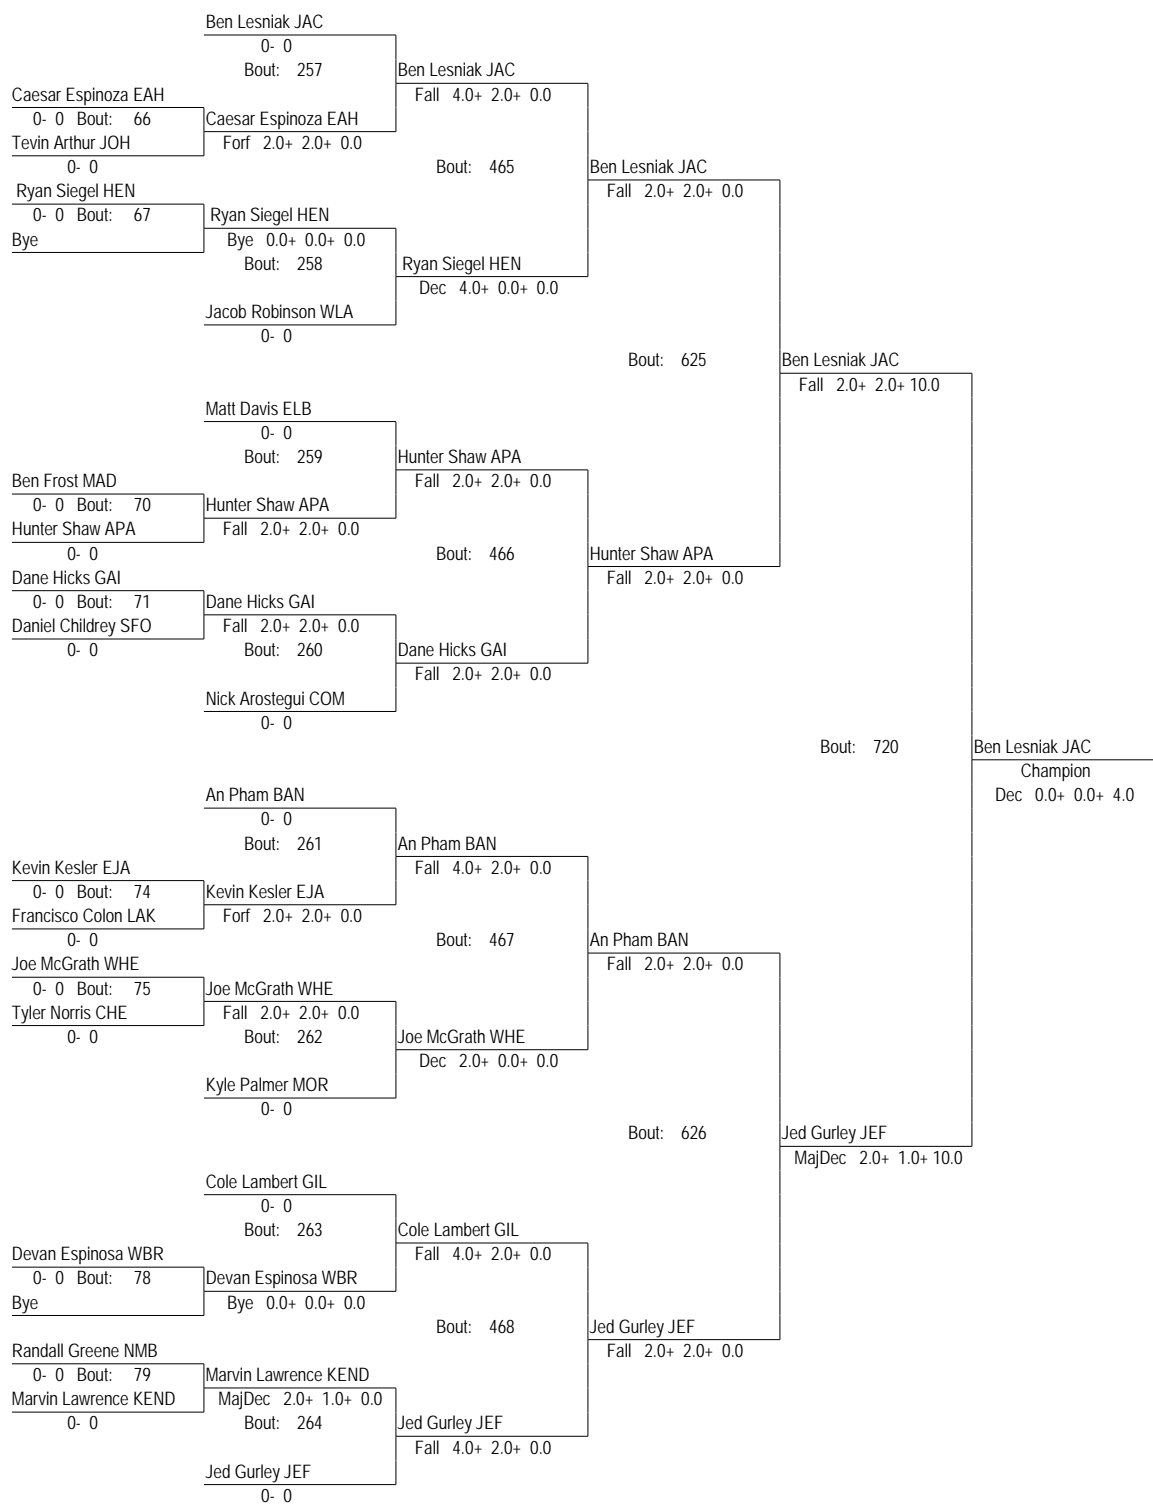 Ben Lesniak JAC
0- 0
Bout: 257
Ben Lesniak JAC
Fall 4.0+ 2.0+ 0.0
Caesar Espinoza EAH
0- 0 Bout: 66
Caesar Espinoza EAH
Forf 2.0+ 2.0+ 0.0
Tevin Arthur JOH
0- 0
Bout: 465
Ben Lesniak JAC
Fall 2.0+ 2.0+ 0.0
Ryan Siegel HEN
0- 0 Bout: 67
Ryan Siegel HEN
Bye 0.0+ 0.0+ 0.0
Bye
Bout: 258
Ryan Siegel HEN
Dec 4.0+ 0.0+ 0.0
Jacob Robinson WLA
0- 0
Bout: 625
Ben Lesniak JAC
Fall 2.0+ 2.0+ 10.0
Matt Davis ELB
0- 0
Bout: 259
Hunter Shaw APA
Fall 2.0+ 2.0+ 0.0
Ben Frost MAD
0- 0 Bout: 70
Hunter Shaw APA
Fall 2.0+ 2.0+ 0.0
Hunter Shaw APA
0- 0
Bout: 466
Hunter Shaw APA
Fall 2.0+ 2.0+ 0.0
Dane Hicks GAI
0- 0 Bout: 71
Dane Hicks GAI
Fall 2.0+ 2.0+ 0.0
Daniel Childrey SFO
0- 0
Bout: 260
Dane Hicks GAI
Fall 2.0+ 2.0+ 0.0
Nick Arostegui COM
0- 0
Bout: 720
Ben Lesniak JAC
Champion
Dec 0.0+ 0.0+ 4.0
An Pham BAN
0- 0
Bout: 261
An Pham BAN
Fall 4.0+ 2.0+ 0.0
Kevin Kesler EJA
0- 0 Bout: 74
Kevin Kesler EJA
Forf 2.0+ 2.0+ 0.0
Francisco Colon LAK
0- 0
Bout: 467
An Pham BAN
Fall 2.0+ 2.0+ 0.0
Joe McGrath WHE
0- 0 Bout: 75
Joe McGrath WHE
Fall 2.0+ 2.0+ 0.0
Tyler Norris CHE
0- 0
Bout: 262
Joe McGrath WHE
Dec 2.0+ 0.0+ 0.0
Kyle Palmer MOR
0- 0
Bout: 626
Jed Gurley JEF
MajDec 2.0+ 1.0+ 10.0
Cole Lambert GIL
0- 0
Bout: 263
Cole Lambert GIL
Fall 4.0+ 2.0+ 0.0
Devan Espinosa WBR
0- 0 Bout: 78
Devan Espinosa WBR
Bye 0.0+ 0.0+ 0.0
Bye
Bout: 468
Jed Gurley JEF
Fall 2.0+ 2.0+ 0.0
Randall Greene NMB
0- 0 Bout: 79
Marvin Lawrence KEND
MajDec 2.0+ 1.0+ 0.0
Marvin Lawrence KEND
0- 0
Bout: 264
Jed Gurley JEF
Fall 4.0+ 2.0+ 0.0
Jed Gurley JEF
0- 0